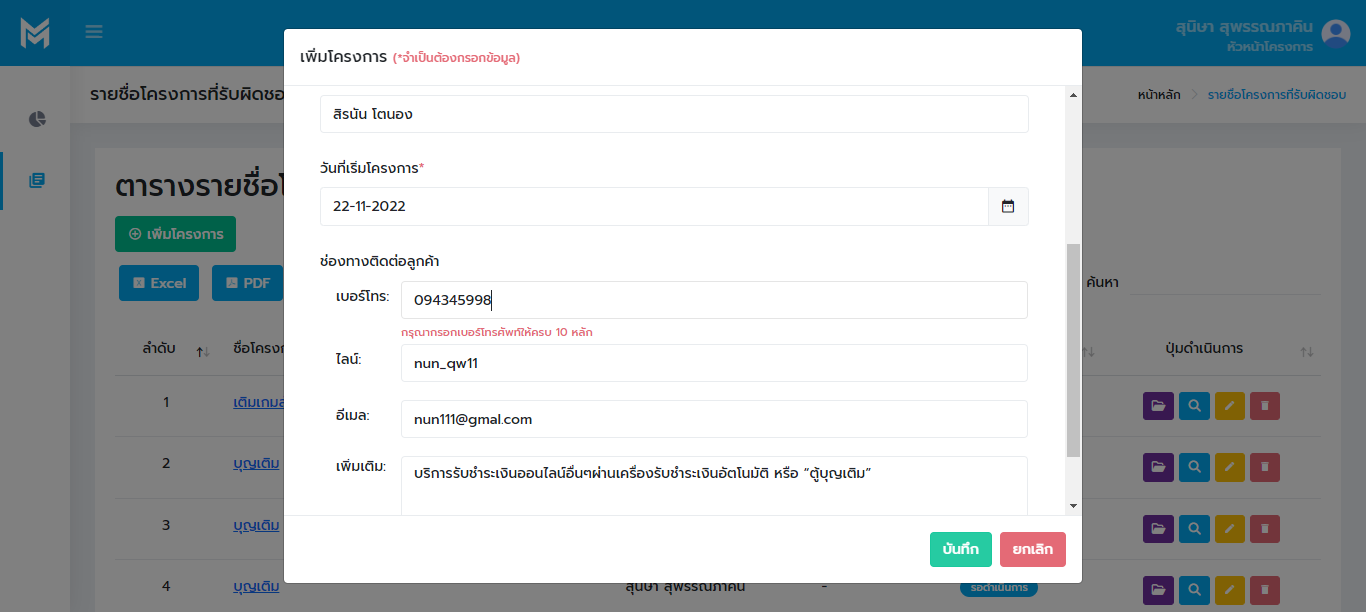 สุนิษา สุพรรณภาคิน
หัวหน้าโครงการ
เพิ่มโครงการ (*จำเป็นต้องกรอกข้อมูล)
รายชื่อโครงการที่รับผิดชอ
หน้าหลัก รายชื่อโครงการที่รับผิดชอบ
สิรนัน โตนอง
วันที่เริ่มโครงการ*
22-11-2022
ตารางรายชื่อโ
เพิ่มโครงการ
Excel PDF
ค้นหา
ช่องทางติดต่อลูกค้า
เบอร์โทร: 094345998
กรุณากรอกเบอร์โทรศัพท์ให้ครบ 10 หลัก
ไลน์: nun_qw11
อีเมล: nun111@gmal.com
เพิ่มเติม: บริการรับชำระเงินออนไลน์อื่นๆผ่านเครื่องรับชำระเงินอัตโนมัติ หรือ “ตู้บุญเติม”
บันทึก ยกเลิก
ลำดับ ชื่อโครงก ปุ่มดำเนินการ
1 เติมเกมส
2 บุญเติม
3 บุญเติม
4 บุญเติม สุนิษา สุพรรณภาคิน - รอดำเนินการ